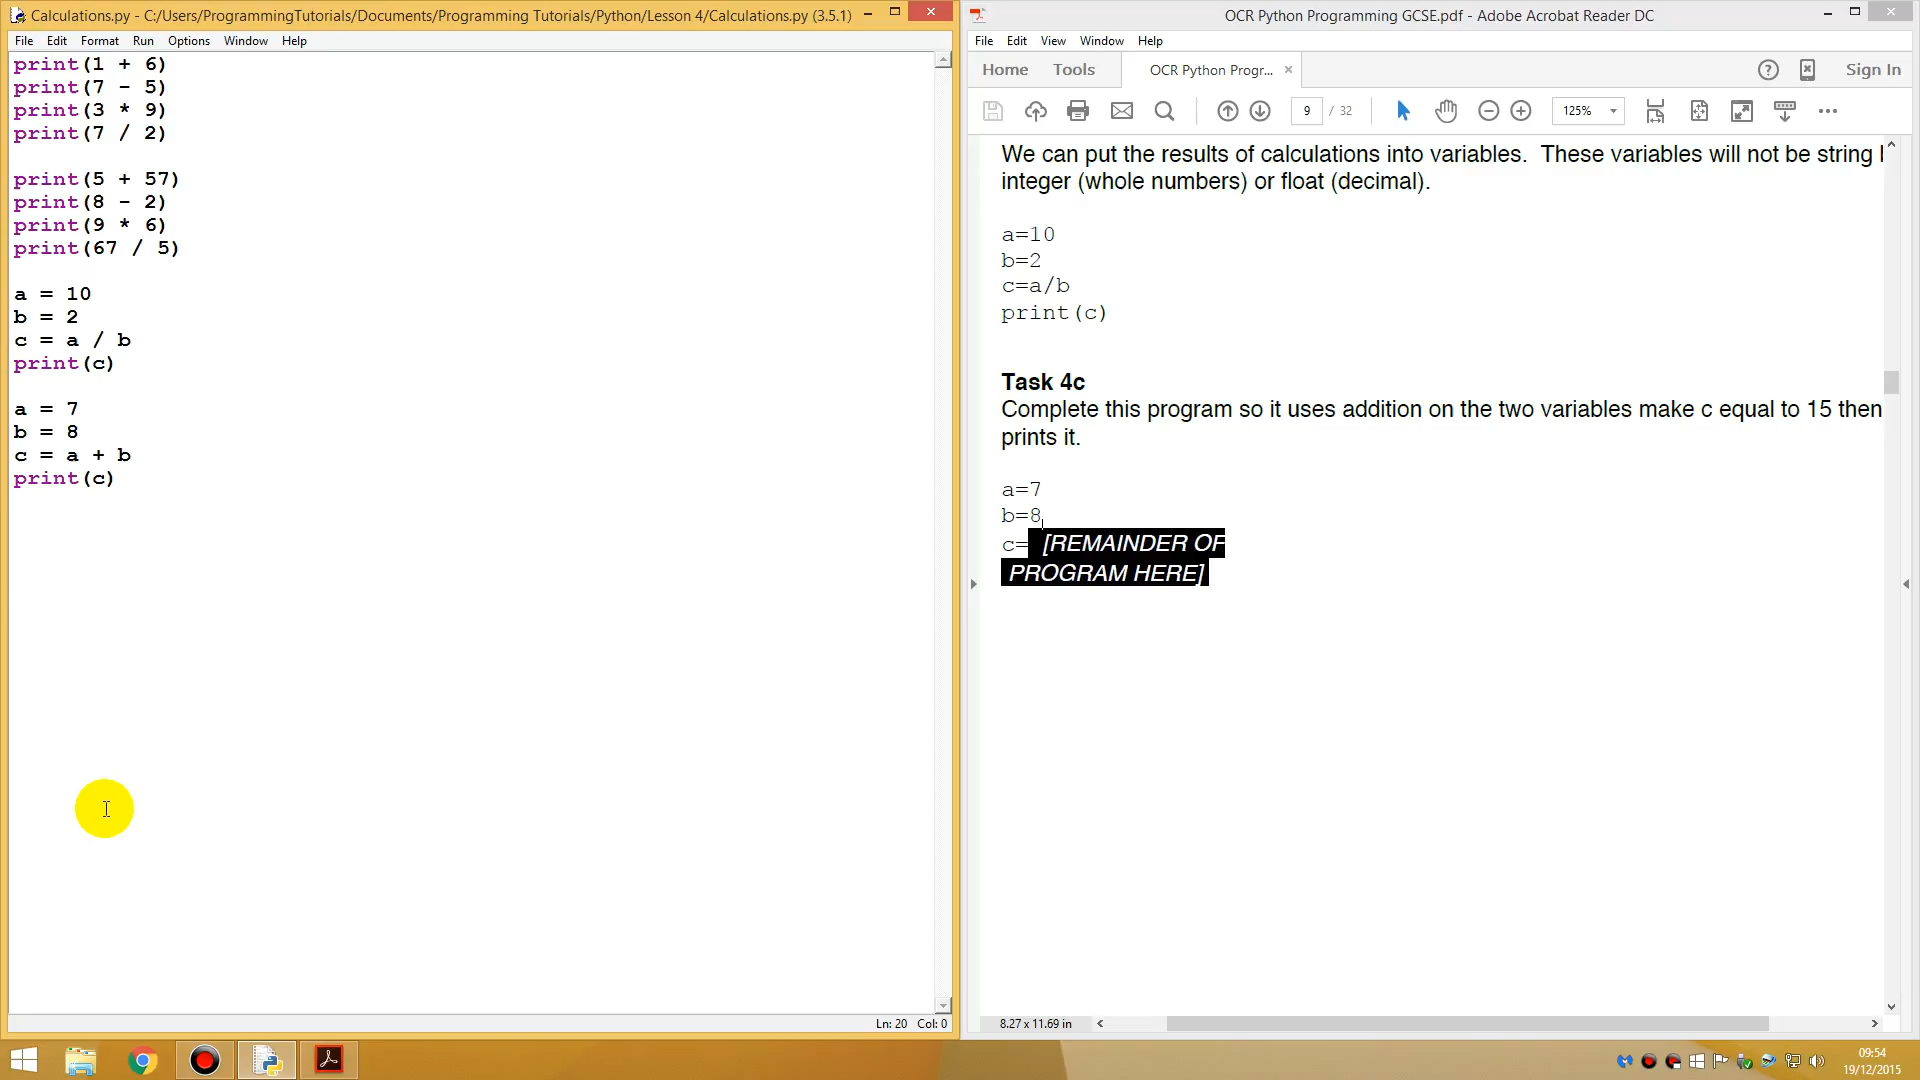 Calculations.py - C:/Users/ProgrammingTutorials/Documents/Programming Tutorials/Python/Lesson 4/Calculations.py (3.5.1)
File Edit Format Run Options Window Help
print(1 + 6)
print(7 - 5)
print(3 * 9)
print(7 / 2)
print(5 + 57)
print(8 - 2)
print(9 * 6)
print(67 / 5)
a = 10
b = 2
c = a / b
print(c)
a = 7
b = 8
c = a + b
print(c)
Ln: 20 Col: 0
OCR Python Programming GCSE.pdf - Adobe Acrobat Reader DC
File Edit View Window Help
Home Tools OCR Python Progr... × Sign In
9 / 32 125%
We can put the results of calculations into variables. These variables will not be string
integer (whole numbers) or float (decimal).
a=10
b=2
c=a/b
print(c)
Task 4c
Complete this program so it uses addition on the two variables make c equal to 15 then
prints it.
a=7
b=8
c= [REMAINDER OF
PROGRAM HERE]
8.27 x 11.69 in
09:54
19/12/2015